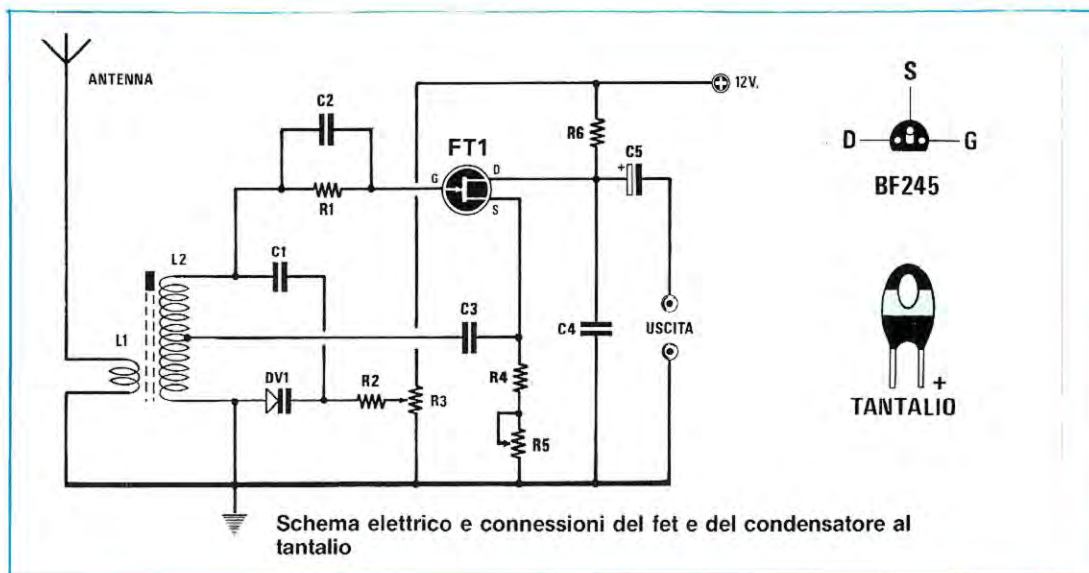 ANTENNA
C2
R1
FT1
G
D
S
12V.
R6
C5
+
L2
C1
L1
C3
C4
USCITA
DV1
R2
R3
R4
R5
S
D
G
BF245
+
TANTALIO
Schema elettrico e connessioni del fet e del condensatore al
tantalio